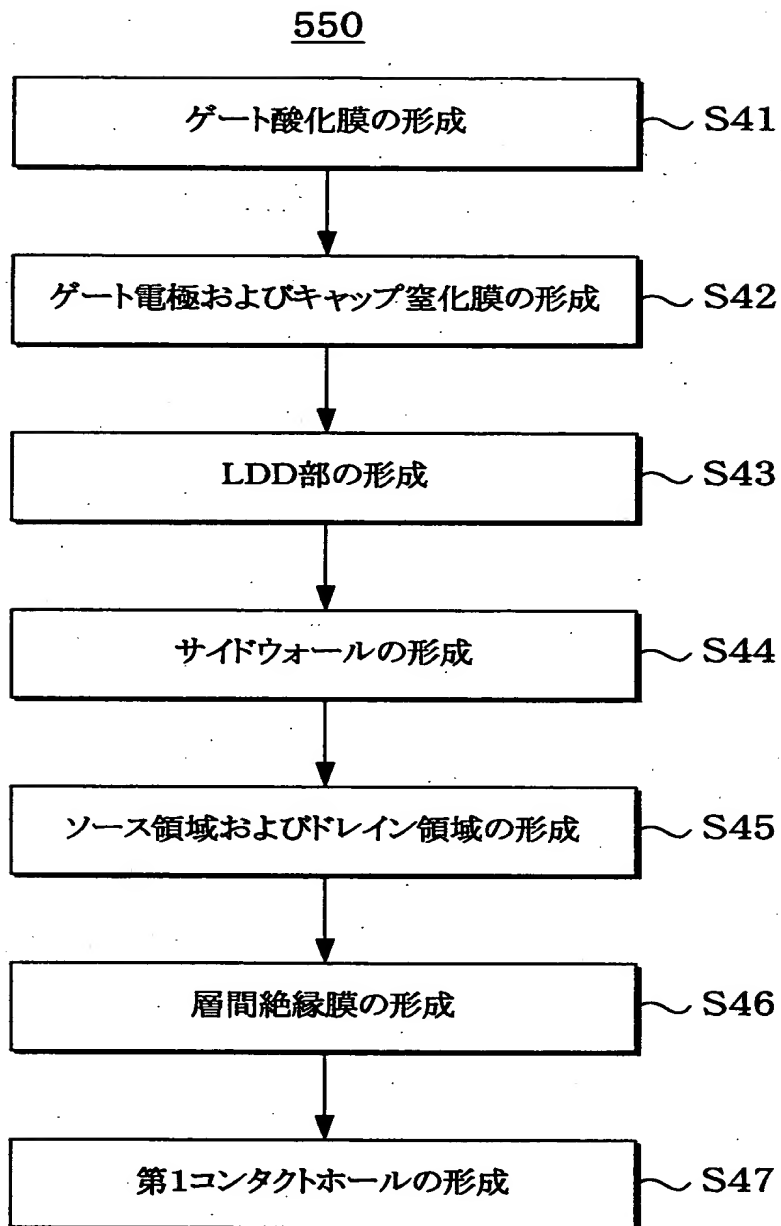 550
ゲート酸化膜の形成 S41
ゲート電極およびキャップ窒化膜の形成 S42
LDD部の形成 S43
サイドウォールの形成 S44
ソース領域およびドレイン領域の形成 S45
層間絶縁膜の形成 S46
第1コンタクトホールの形成 S47